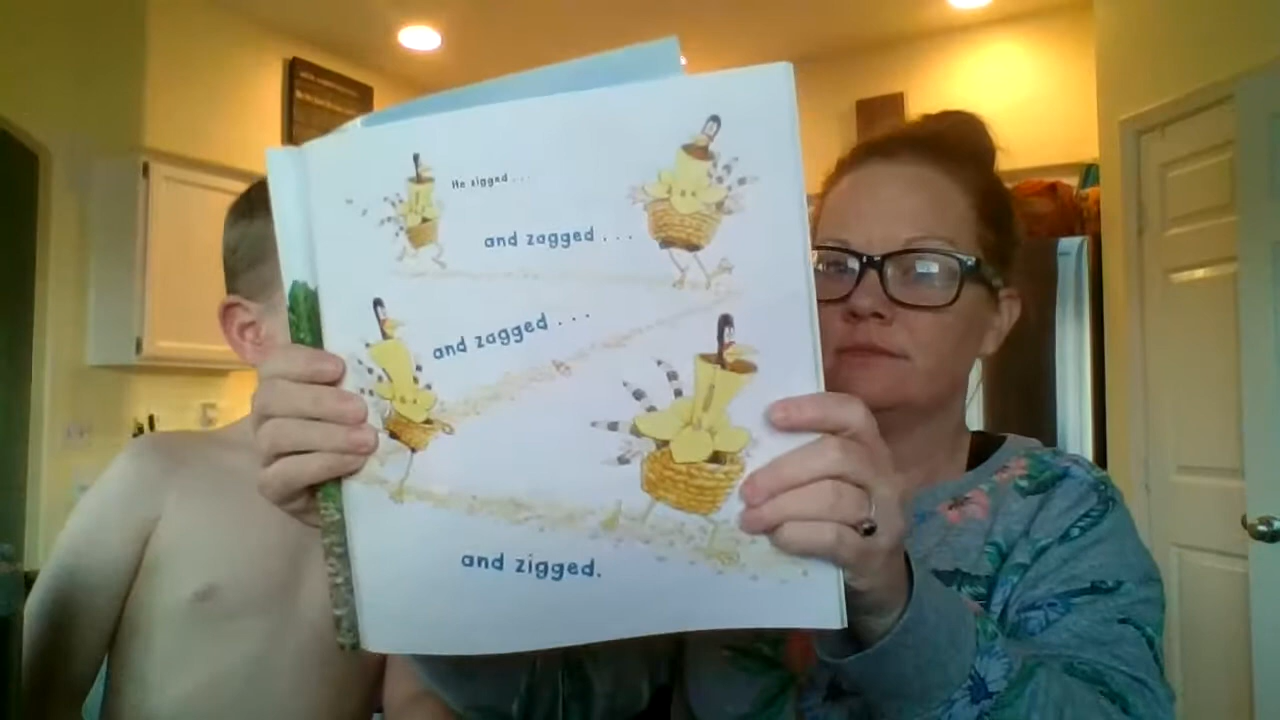 He zigged . . .
and zagged . . .
and zagged . . .
and zigged.